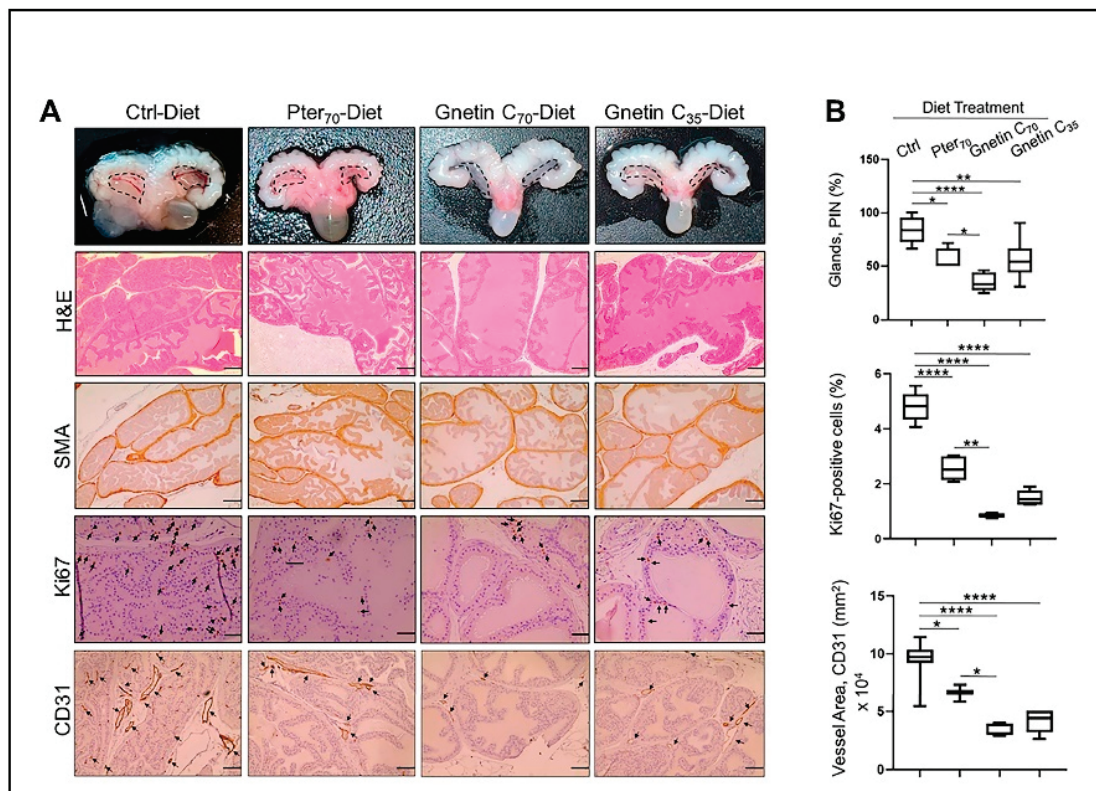 A
Ctrl-Diet
Pter70-Diet
Gnetin C70-Diet
Gnetin C35-Diet
H&E
SMA
Ki67
CD31
B
Diet Treatment
Ctrl
Pter70
Gnetin C70
Gnetin C35
Glands, PIN (%)
150
100
50
0
**
****
*
*
Ki67-positive cells (%)
6
4
2
0
****
****
****
**
Vessel Area, CD31 (mm²)
x 10⁴
15
10
5
0
****
****
*
*